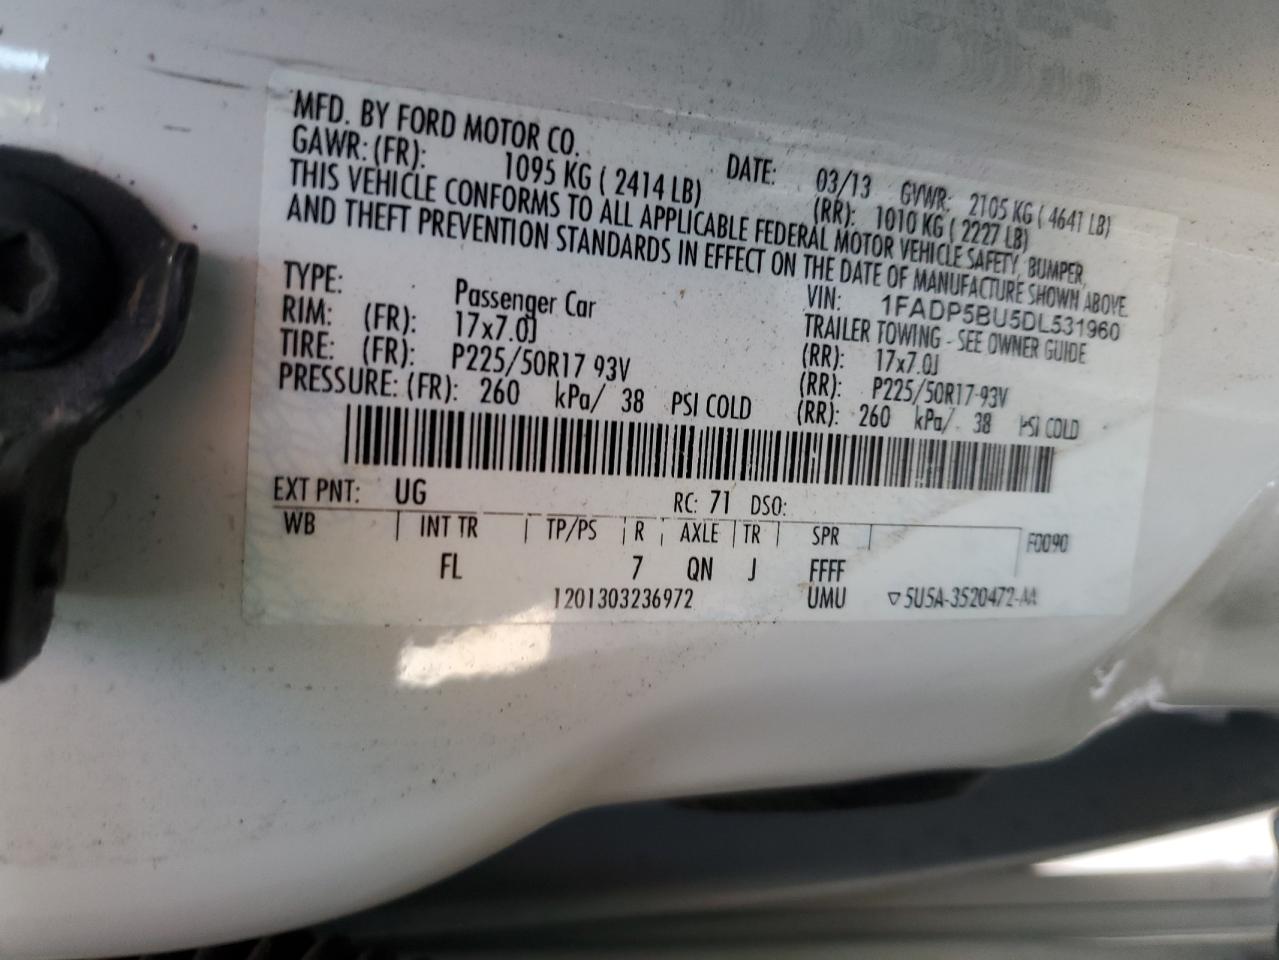 MFD. BY FORD MOTOR CO.
DATE: 03/13 GVWR: 2105 KG ( 4641 LB)
GAWR: (FR): 1095 KG ( 2414 LB) (RR): 1010 KG ( 2227 LB)
THIS VEHICLE CONFORMS TO ALL APPLICABLE FEDERAL MOTOR VEHICLE SAFETY, BUMPER,
AND THEFT PREVENTION STANDARDS IN EFFECT ON THE DATE OF MANUFACTURE SHOWN ABOVE.
VIN: 1FADP5BU5DL531960
TYPE: Passenger Car TRAILER TOWING - SEE OWNER GUIDE
RIM: (FR): 17x7.0J (RR): 17x7.0J
TIRE: (FR): P225/50R17 93V (RR): P225/50R17-93V
PRESSURE: (FR): 260 kPa/ 38 PSI COLD (RR): 260 kPa/ 38 PSI COLD
EXT PNT: UG RC: 71 DSO:
WB | INT TR | TP/PS | R | AXLE | TR | SPR | F0090
FL 7 QN J FFFF
1201303236972 UMU ▽5U5A-3520472-AA